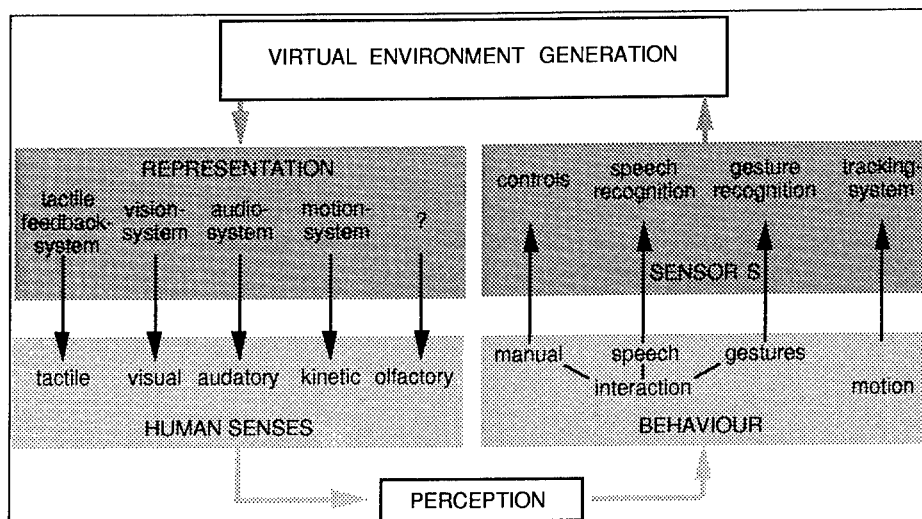 VIRTUAL ENVIRONMENT GENERATION
REPRESENTATION
tactile
feedback-
system
vision-
system
audio-
system
motion-
system
?
tactile
visual
audatory
kinetic
olfactory
HUMAN SENSES
controls
speech
recognition
gesture
recognition
tracking-
system
SENSOR S
manual
speech
gestures
interaction
motion
BEHAVIOUR
PERCEPTION